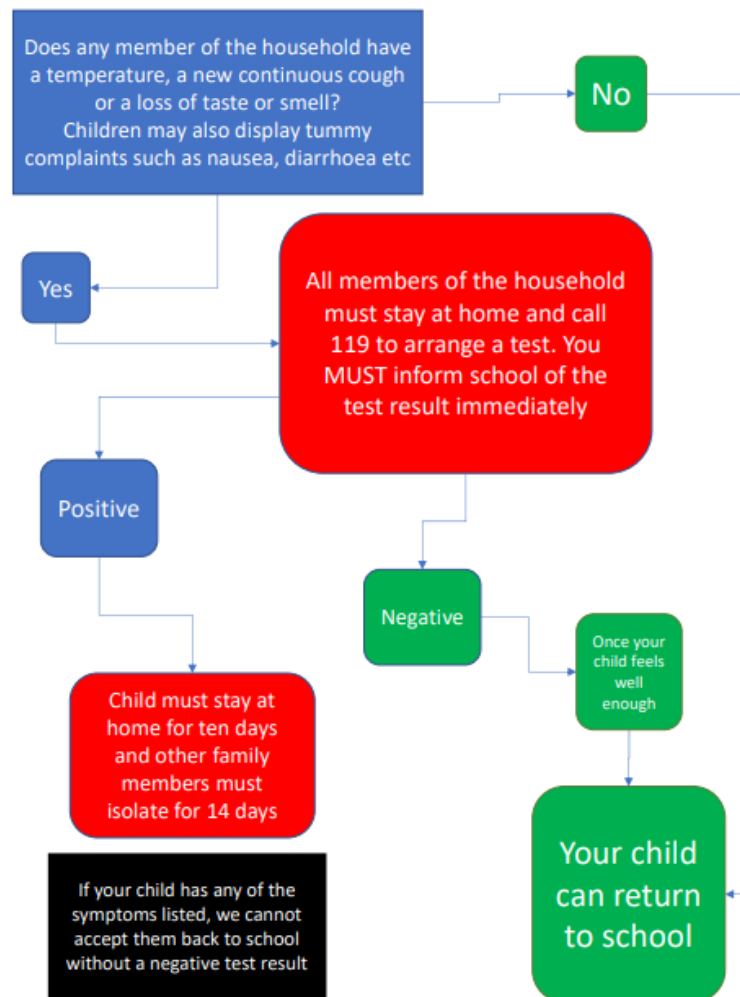 Does any member of the household have
a temperature, a new continuous cough
or a loss of taste or smell?
Children may also display tummy
complaints such as nausea, diarrhoea etc
No
Yes
All members of the household
must stay at home and call
119 to arrange a test. You
MUST inform school of the
test result immediately
Positive
Negative
Once your
child feels
well
enough
Child must stay at
home for ten days
and other family
members must
isolate for 14 days
Your child
can return
to school
If your child has any of the
symptoms listed, we cannot
accept them back to school
without a negative test result